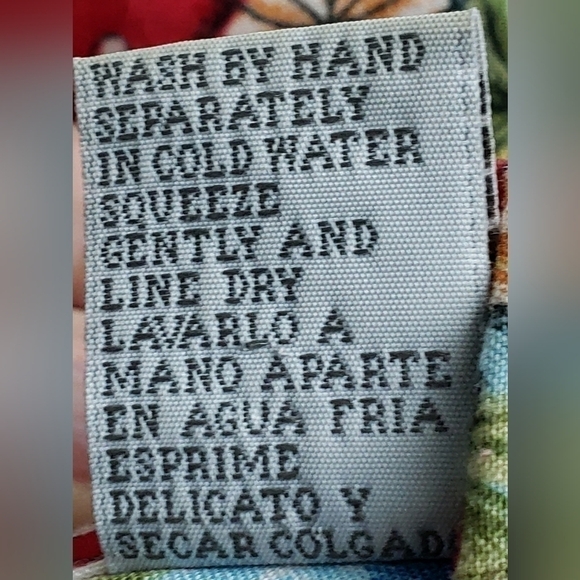 WASH BY HAND
SEPARATELY
IN COLD WATER
SQUEEZE
GENTLY AND
LINE DRY
LAVARLO A
MANO APARTE
EN AGUA FRIA
ESPRIME
DELICATO Y
SECAR COLGADO